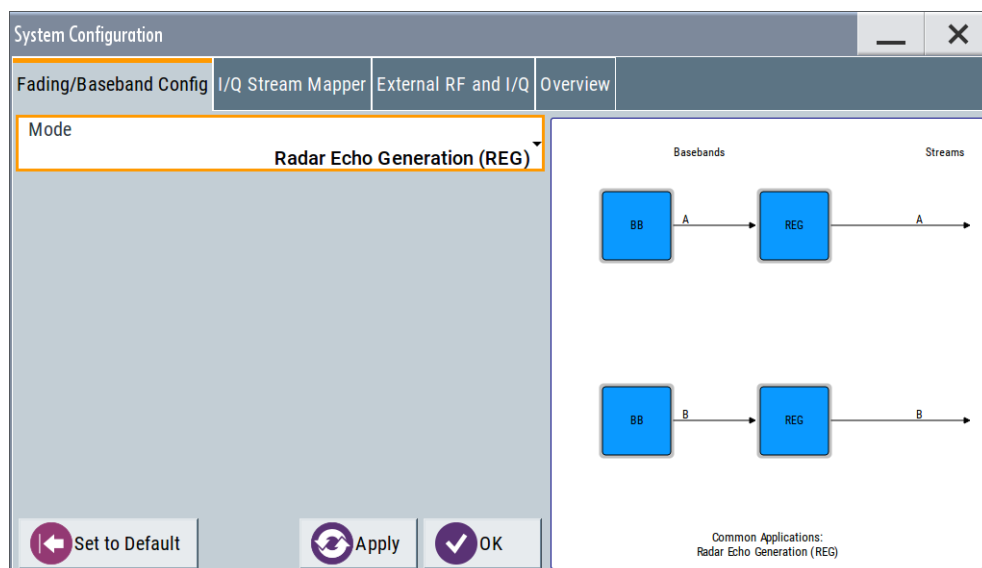 System Configuration
Fading/Baseband Config
I/Q Stream Mapper
External RF and I/Q
Overview
Mode
Radar Echo Generation (REG)
Basebands
Streams
BB
A
REG
A
BB
B
REG
B
Set to Default
Apply
OK
Common Applications:
Radar Echo Generation (REG)